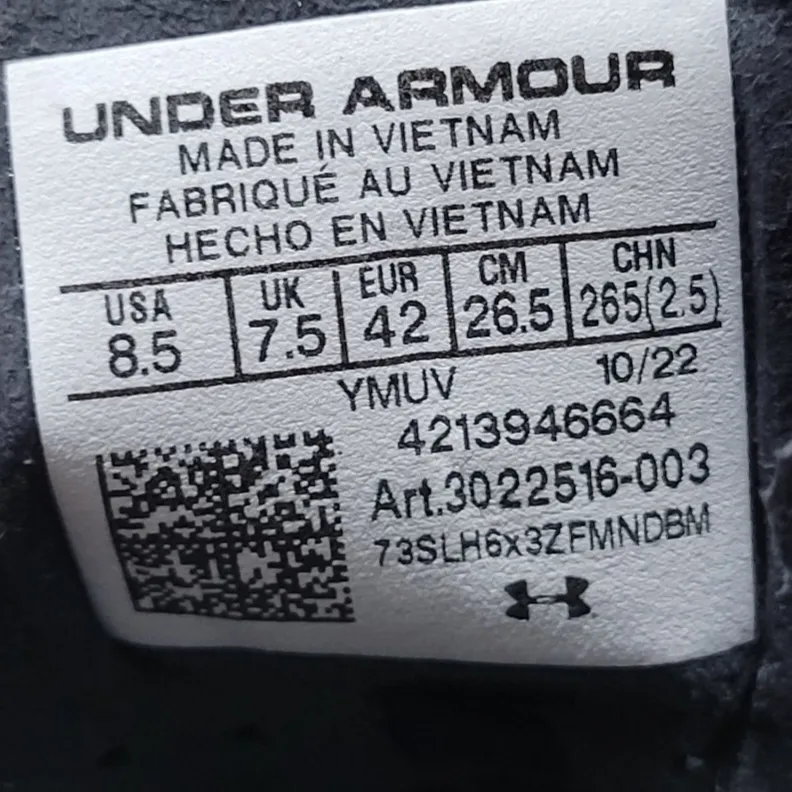 UNDER ARMOUR
MADE IN VIETNAM
FABRIQUÉ AU VIETNAM
HECHO EN VIETNAM
USA UK EUR CM CHN
8.5 7.5 42 26.5 265(2.5)
YMUV 10/22
4213946664
Art.3022516-003
73SLH6x3ZFMNDBM